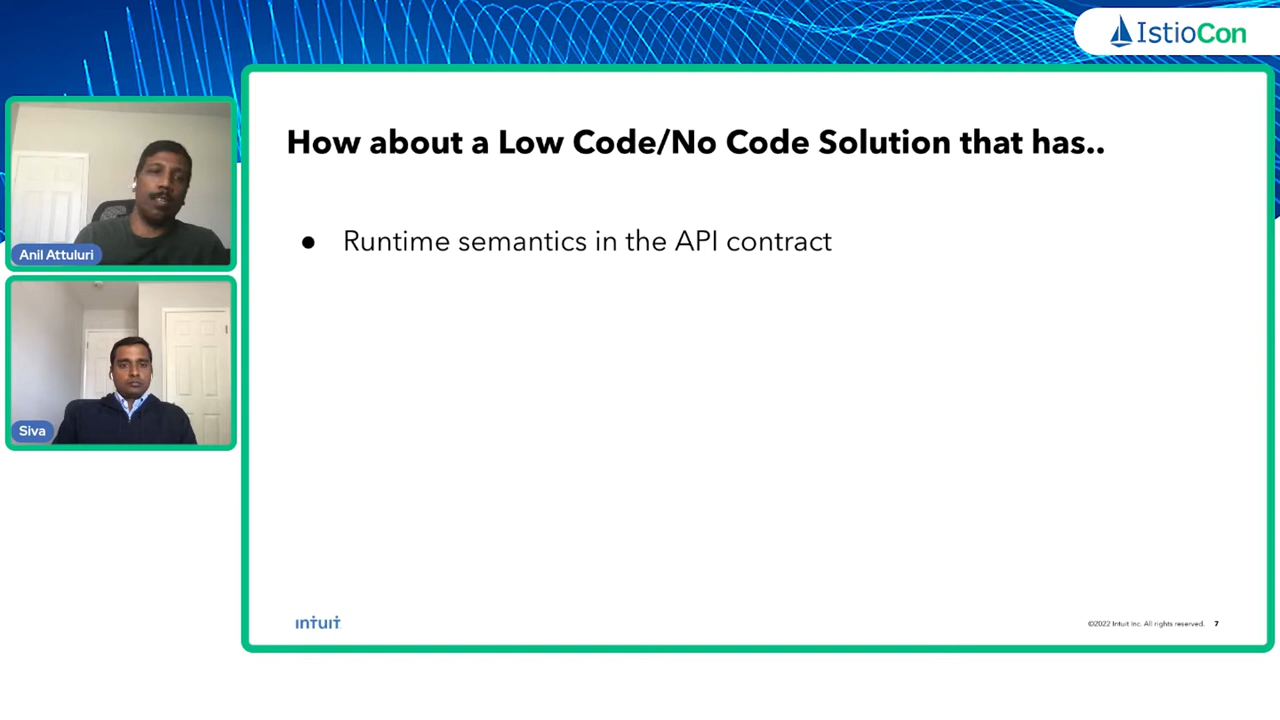 IstioCon
How about a Low Code/No Code Solution that has..
● Runtime semantics in the API contract
Anil Attuluri
Siva
intuit
©2022 Intuit Inc. All rights reserved. 7